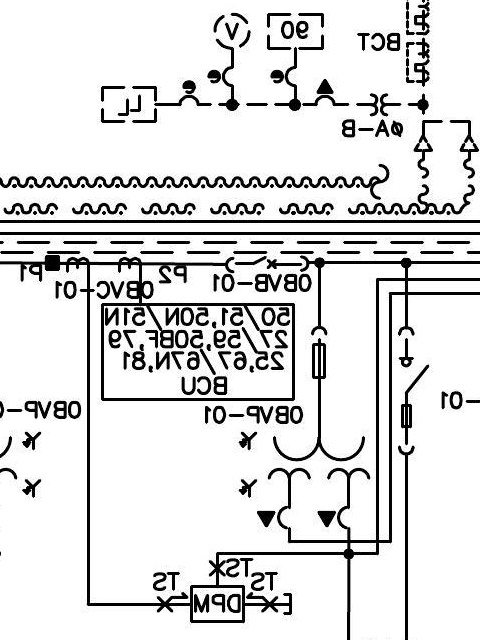 V
90
BCT
e
e
e
ØA-B
P1
P2
0BVC-01
0BVB-01
50/51,50N/51N
27/59,50BF,79
25,67/67N,81
BCU
0BVP-01
0BVP-0
-01
TS
TS
TS
DPM